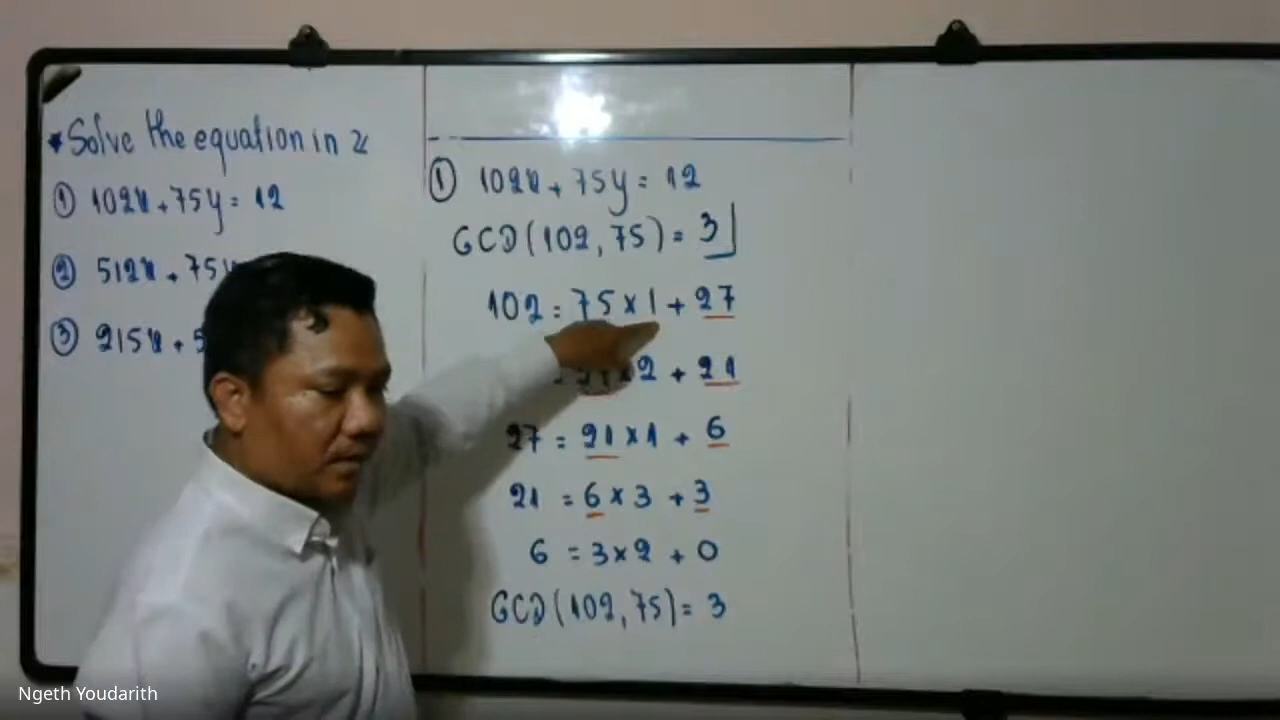 * Solve the equation in ℤ
① 102x + 75y = 12
② 512x + 75
③ 215x + 5
① 102x + 75y = 12
GCD(102, 75) = 3
102 = 75 x 1 + 27
= 27 x 2 + 21
27 = 21 x 1 + 6
21 = 6 x 3 + 3
6 = 3 x 2 + 0
GCD(102, 75) = 3
Ngeth Youdarith